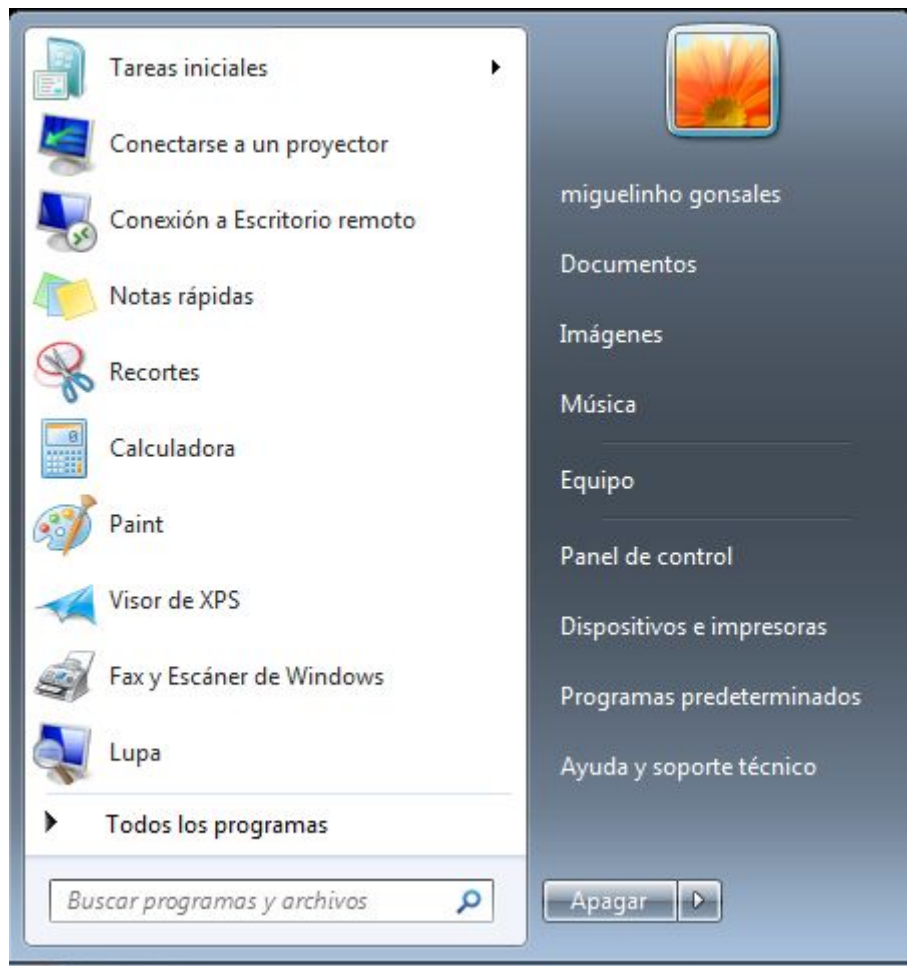 Tareas iniciales
Conectarse a un proyector
Conexión a Escritorio remoto
Notas rápidas
Recortes
Calculadora
Paint
Visor de XPS
Fax y Escáner de Windows
Lupa
Todos los programas
Buscar programas y archivos
miguelinho gonsales
Documentos
Imágenes
Música
Equipo
Panel de control
Dispositivos e impresoras
Programas predeterminados
Ayuda y soporte técnico
Apagar